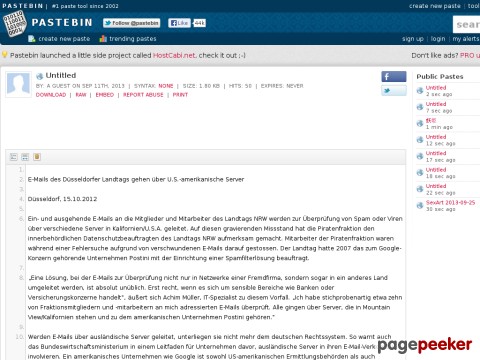 PASTEBIN | #1 paste tool since 2002
create new paste | tool
PASTEBIN
Follow @pastebin
Like
44k
sear
create new paste
trending pastes
sign up | login | my alerts
Pastebin launched a little side project called HostCabi.net, check it out ;-)
Don't like ads? PRO u
Untitled
BY: A GUEST ON SEP 11TH, 2013 | SYNTAX: NONE | SIZE: 1.80 KB | HITS: 50 | EXPIRES: NEVER
DOWNLOAD | RAW | EMBED | REPORT ABUSE | PRINT
Public Pastes
Untitled
2 sec ago
Untitled
7 sec ago
1 min ago
Untitled
12 sec ago
Untitled
17 sec ago
Untitled
18 sec ago
Untitled
22 sec ago
SexArt 2013-09-25
30 sec ago
1.
2. E-Mails des Düsseldorfer Landtags gehen über U.S.-amerikanische Server
3.
4. Düsseldorf, 15.10.2012
5.
6. Ein- und ausgehende E-Mails an die Mitglieder und Mitarbeiter des Landtags NRW werden zur Überprüfung von Spam oder Viren
über verschiedene Server in Kalifornien/U.S.A. geleitet. Auf diesen gravierenden Missstand hat die Piratenfraktion den
innerbehördlichen Datenschutzbeauftragten des Landtags NRW aufmerksam gemacht. Mitarbeiter der Piratenfraktion waren
während einer Fehlersuche aufgrund von verschwundenen E-Mails darauf gestossen. Der Landtag hatte 2007 das zum Google-
Konzern gehörende Unternehmen Postini mit der Einrichtung einer Spamfilterlösung beauftragt.
7.
8. „Eine Lösung, bei der E-Mails zur Überprüfung nicht nur in Netzwerke einer Fremdfirma, sondern sogar in ein anderes Land
umgeleitet werden, ist absolut unüblich. Erst recht, wenn es sich um sensible Bereiche wie Banken oder
Versicherungskonzerne handelt", äußert sich Achim Müller, IT-Spezialist zu diesem Vorfall. „Ich habe stichprobenartig etwa zehn
von Fraktionsmitgliedern und -mitarbeitern an mich adressierten E-Mails überprüft. Alle gingen über Server, die in Mountain
View/Kalifornien stehen und zu dem amerikanischen Unternehmen Postini gehören."
9.
10. Werden E-Mails über ausländische Server geleitet, unterliegen sie nicht mehr dem deutschen Rechtssystem. So warnt auch
das Bundeswirtschaftsministerium in einem Leitfaden für Unternehmen davor, ausländische Server in ihren E-Mail-Verk
involvieren. Ein amerikanisches Unternehmen wie Google ist sowohl US-amerikanischen Ermittlungsbehörden als auch
pagepeeker